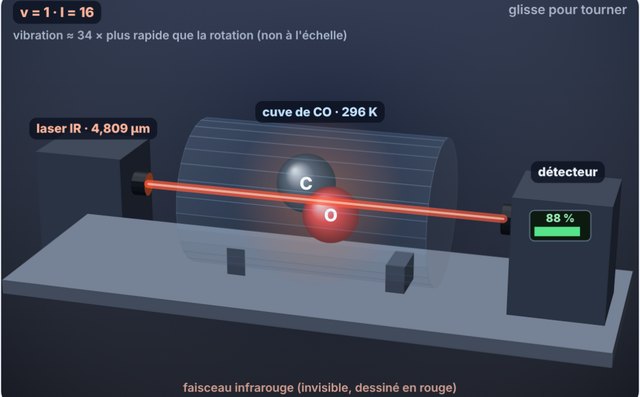 v = 1 · J = 16
glisse pour tourner
vibration ≈ 34 × plus rapide que la rotation (non à l'échelle)
cuve de CO · 296 K
laser IR · 4,809 µm
détecteur
C
O
88 %
faisceau infrarouge (invisible, dessiné en rouge)